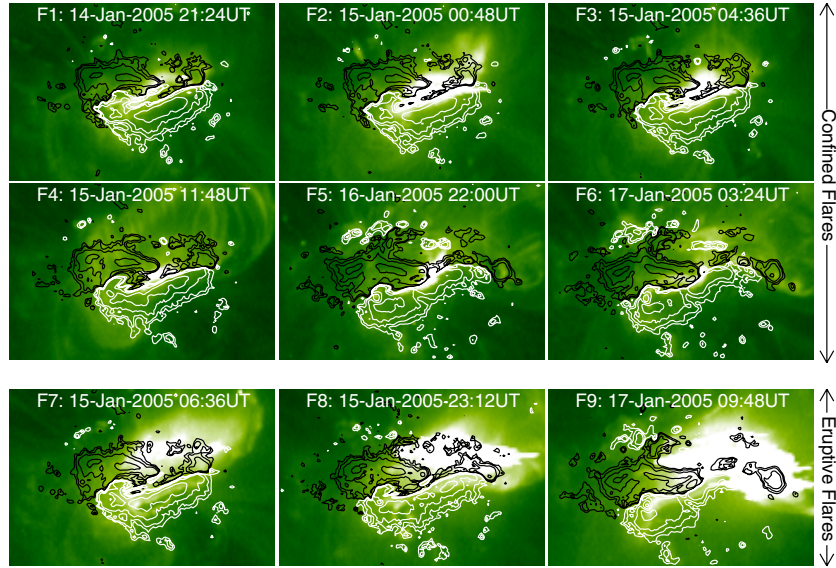 F1: 14-Jan-2005 21:24UT
F2: 15-Jan-2005 00:48UT
F3: 15-Jan-2005 04:36UT
F4: 15-Jan-2005 11:48UT
F5: 16-Jan-2005 22:00UT
F6: 17-Jan-2005 03:24UT
Confined Flares
F7: 15-Jan-2005 06:36UT
F8: 15-Jan-2005-23:12UT
F9: 17-Jan-2005 09:48UT
Eruptive Flares